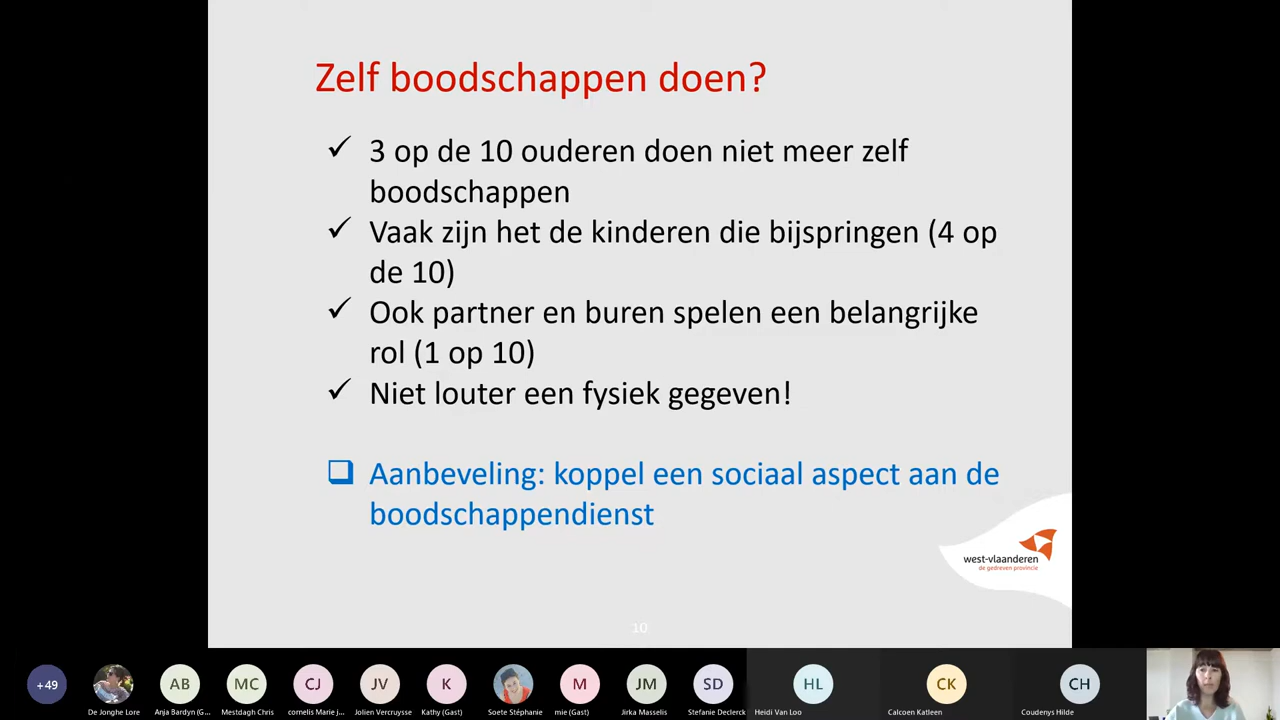 Zelf boodschappen doen?
✓ 3 op de 10 ouderen doen niet meer zelf
boodschappen
✓ Vaak zijn het de kinderen die bijspringen (4 op
de 10)
✓ Ook partner en buren spelen een belangrijke
rol (1 op 10)
✓ Niet louter een fysiek gegeven!
❑ Aanbeveling: koppel een sociaal aspect aan de
boodschappendienst
west-vlaanderen
de gedreven provincie
10
+49
AB
MC
CJ
JV
K
M
JM
SD
HL
CK
CH
De Jonghe Lore
Anja Bardyn (G...
Mestdagh Chris
cornelis Marie j...
Jolien Vercruysse
Kathy (Gast)
Soete Stéphanie
mie (Gast)
Jirka Masselis
Stefanie Declerck
Heidi Van Loo
Calcoen Katleen
Coudenys Hilde